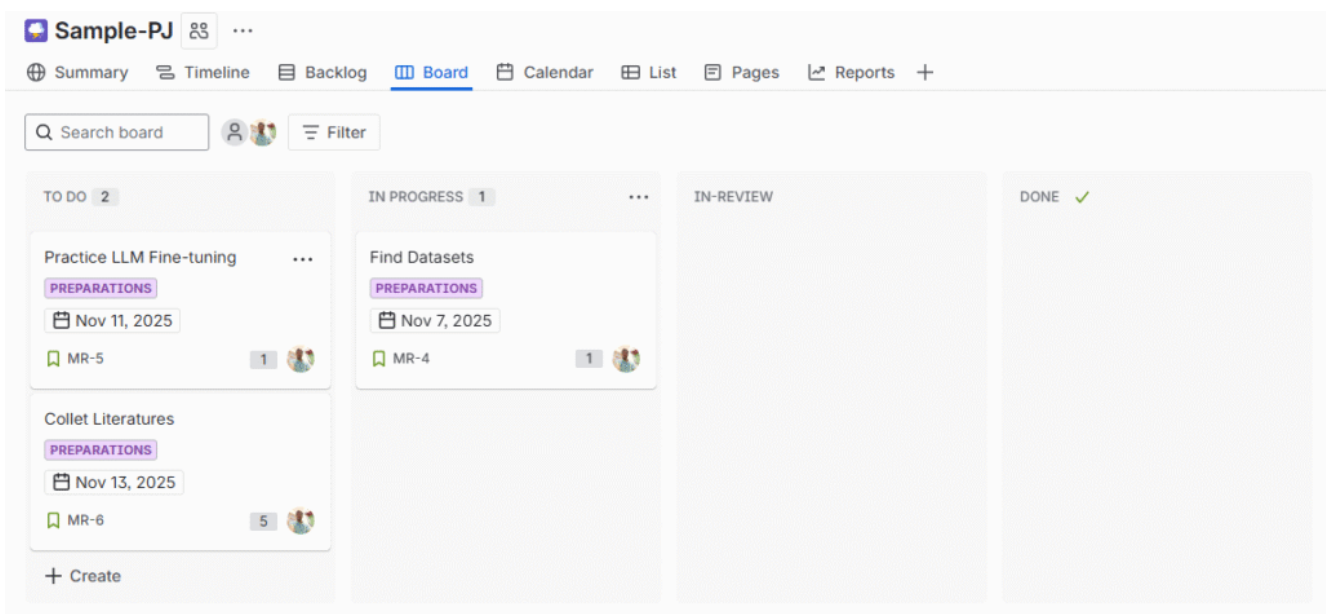 Sample-PJ
Summary Timeline Backlog Board Calendar List Pages Reports
Search board Filter
TO DO 2
Practice LLM Fine-tuning
PREPARATIONS
Nov 11, 2025
MR-5 1
Collet Literatures
PREPARATIONS
Nov 13, 2025
MR-6 5
+ Create
IN PROGRESS 1
Find Datasets
PREPARATIONS
Nov 7, 2025
MR-4 1
IN-REVIEW
DONE